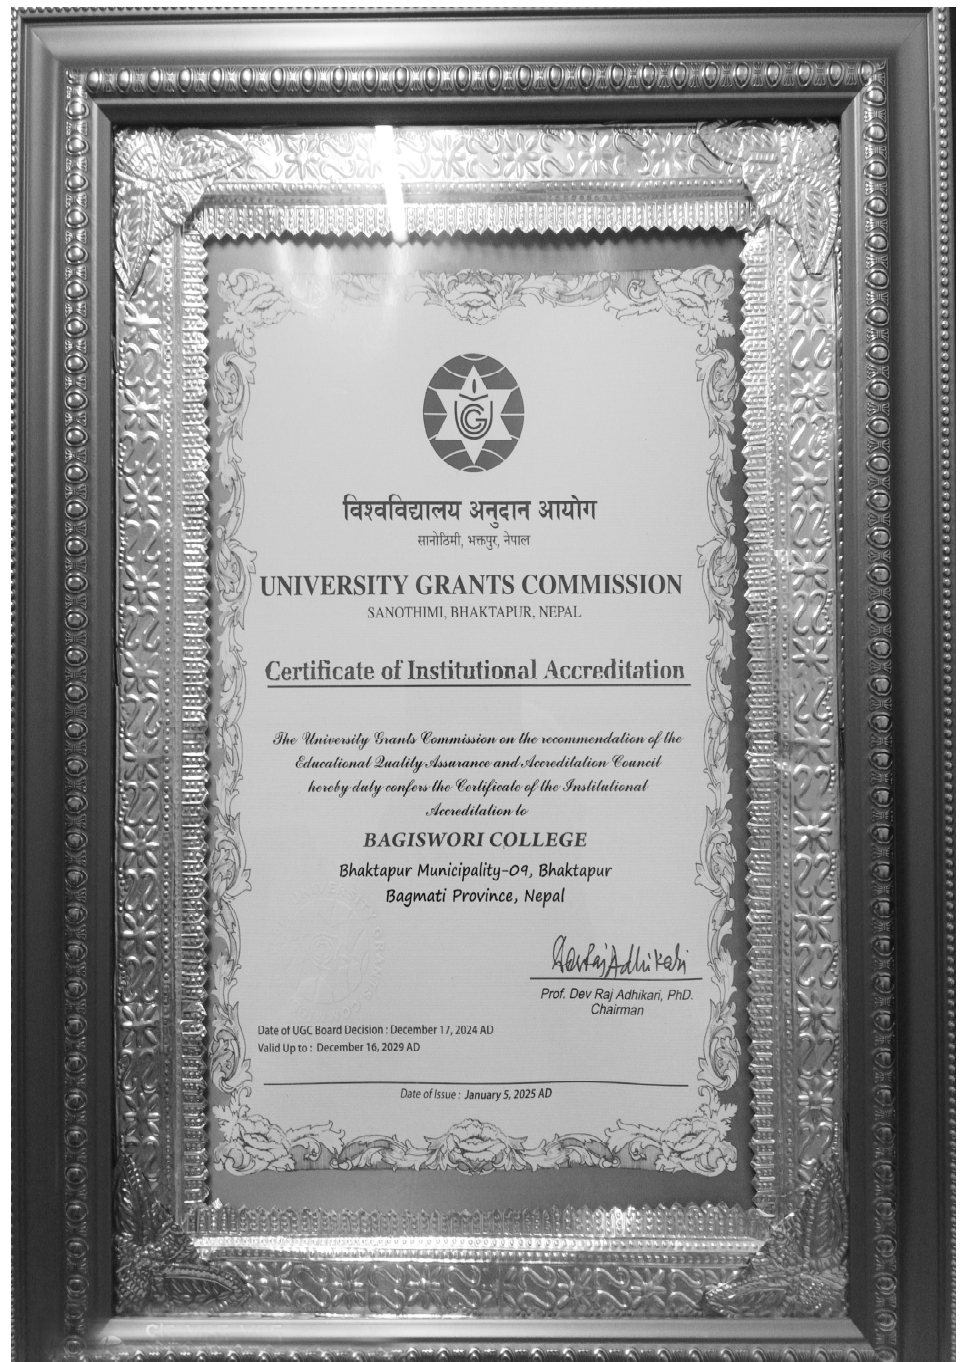 विश्वविद्यालय अनुदान आयोग
सानोठिमी, भक्तपुर, नेपाल
UNIVERSITY GRANTS COMMISSION
SANOTHIMI, BHAKTAPUR, NEPAL
Certificate of Institutional Accreditation
The University Grants Commission on the recommendation of the
Educational Quality Assurance and Accreditation Council
hereby duly confers the Certificate of the Institutional
Accreditation to
BAGISWORI COLLEGE
Bhaktapur Municipality-09, Bhaktapur
Bagmati Province, Nepal
Prof. Dev Raj Adhikari, PhD.
Chairman
Date of UGC Board Decision : December 17, 2024 AD
Valid Up to : December 16, 2029 AD
Date of Issue : January 5, 2025 AD